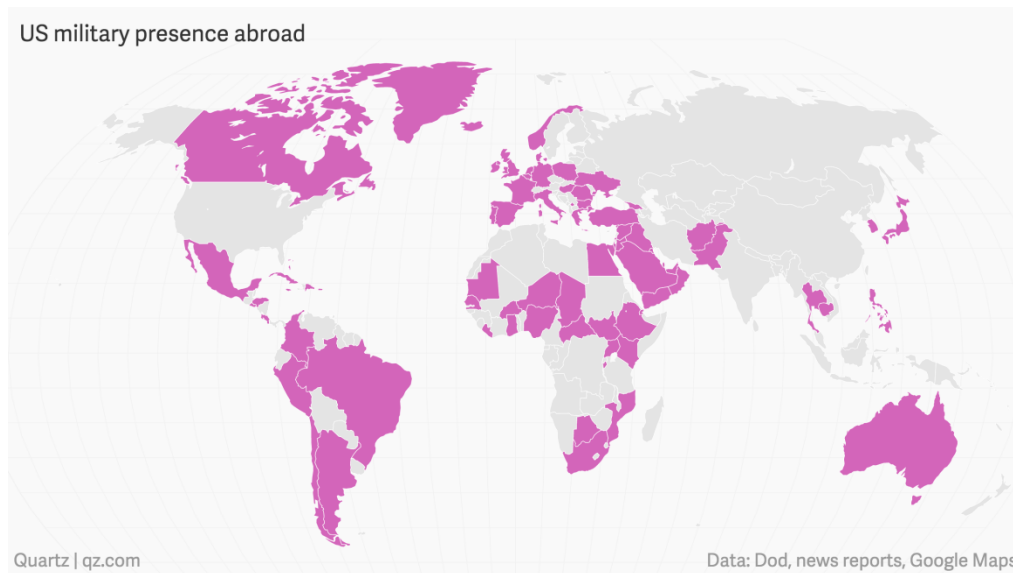 US military presence abroad
Quartz | qz.com
Data: Dod, news reports, Google Maps